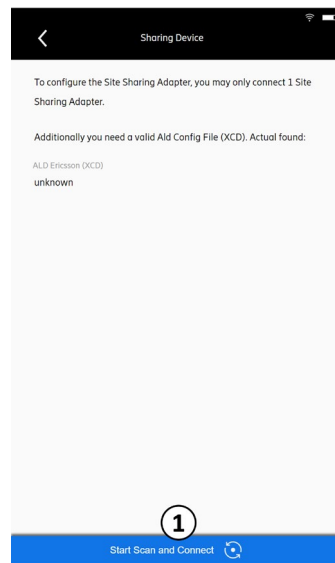 Sharing Device
To configure the Site Sharing Adapter, you may only connect 1 Site
Sharing Adapter.
Additionally you need a valid Ald Config File (XCD). Actual found:
ALD Ericsson (XCD)
unknown
1
Start Scan and Connect